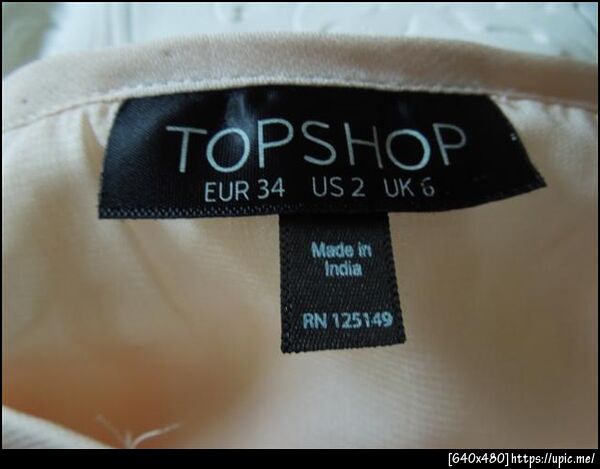 TOPSHOP
EUR 34 US 2 UK 6
Made in
India
RN 125149
[640x480]https://upic.me/